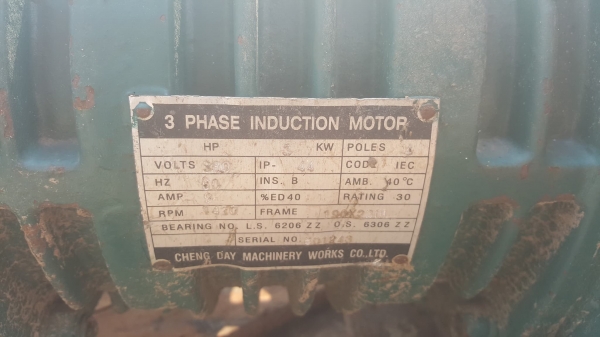 3 PHASE INDUCTION MOTOR
HP KW POLES
VOLTS IP- CODE IEC
HZ INS. B AMB. 40°C
AMP %ED40 RATING 30
RPM FRAME
BEARING NO. L.S. 6206 ZZ O.S. 6306 ZZ
SERIAL NO.
CHENG DAY MACHINERY WORKS CO.,LTD.